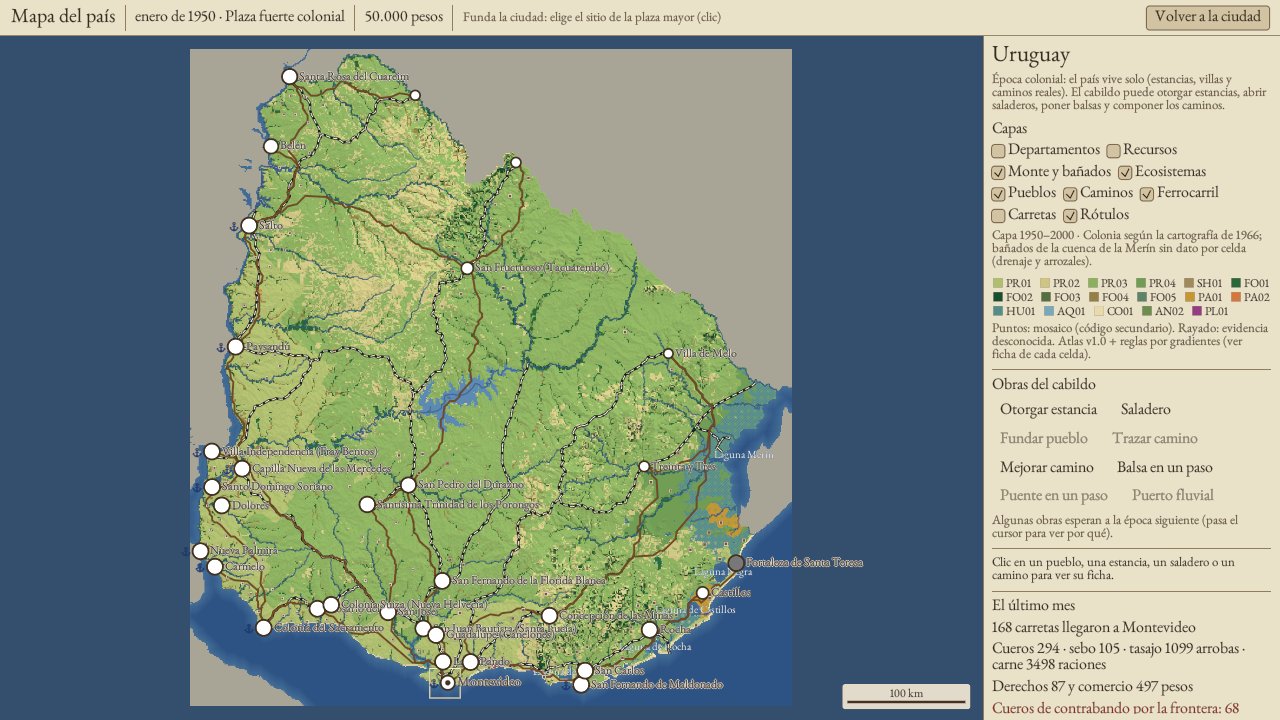 Mapa del país
enero de 1950 · Plaza fuerte colonial
50.000 pesos
Funda la ciudad: elige el sitio de la plaza mayor (clic)
Volver a la ciudad
Santa Rosa del Cuareim
Belén
Salto
San Fructuoso (Tacuarembó)
Paysandú
Villa de Melo
Villa Independencia (Fray Bentos)
Capilla Nueva de las Mercedes
Laguna Merín
Treinta y Tres
Santo Domingo Soriano
San Pedro del Durazno
Dolores
Santísima Trinidad de los Porongos
Nueva Palmira
Carmelo
Fortaleza de Santa Teresa
Laguna Negra
San Fernando de la Florida Blanca
Castillos
Colonia Suiza (Nueva Helvecia)
Laguna de Castillos
Concepción de las Minas
Colonia del Sacramento
Guadalupe (Canelones)
Rocha
Laguna de Rocha
Pando
San Carlos
Montevideo
San Fernando de Maldonado
100 km
Uruguay
Época colonial: el país vive solo (estancias, villas y
caminos reales). El cabildo puede otorgar estancias, abrir
saladeros, poner balsas y componer los caminos.
Capas
Departamentos Recursos
Monte y bañados Ecosistemas
Pueblos Caminos Ferrocarril
Carretas Rótulos
Capa 1950–2000 · Colonia según la cartografía de 1966;
bañados de la cuenca de la Merín sin dato por celda
(drenaje y arrozales).
PR01 PR02 PR03 PR04 SH01 FO01
FO02 FO03 FO04 FO05 PA01 PA02
HU01 AQ01 CO01 AN02 PL01
Puntos: mosaico (código secundario). Rayado: evidencia
desconocida. Atlas v1.0 + reglas por gradientes (ver
ficha de cada celda).
Obras del cabildo
Otorgar estancia Saladero
Fundar pueblo Trazar camino
Mejorar camino Balsa en un paso
Puente en un paso Puerto fluvial
Algunas obras esperan a la época siguiente (pasa el
cursor para ver por qué).
Clic en un pueblo, una estancia, un saladero o un
camino para ver su ficha.
El último mes
168 carretas llegaron a Montevideo
Cueros 294 · sebo 105 · tasajo 1099 arrobas ·
carne 3498 raciones
Derechos 87 y comercio 497 pesos
Cueros de contrabando por la frontera: 68